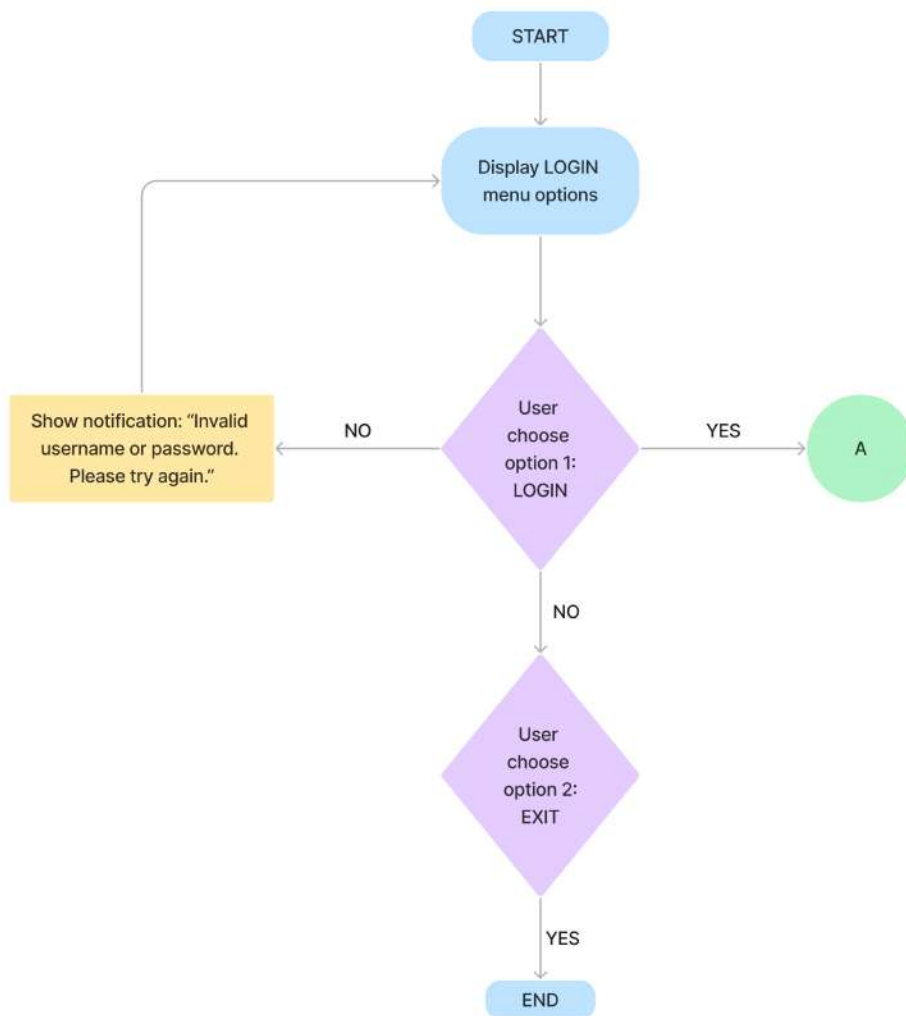 START
Display LOGIN
menu options
Show notification: “Invalid
username or password.
Please try again.”
NO
User
choose
option 1:
LOGIN
YES
A
NO
User
choose
option 2:
EXIT
YES
END